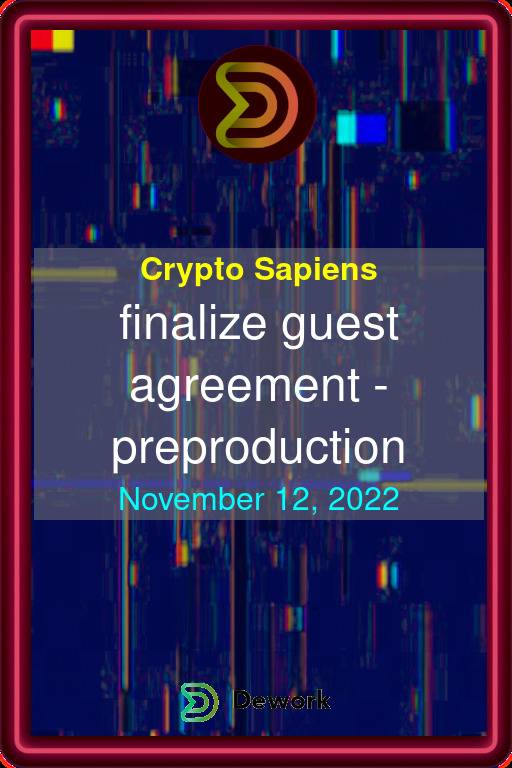 Crypto Sapiens
finalize guest
agreement -
preproduction
November 12, 2022
Dework